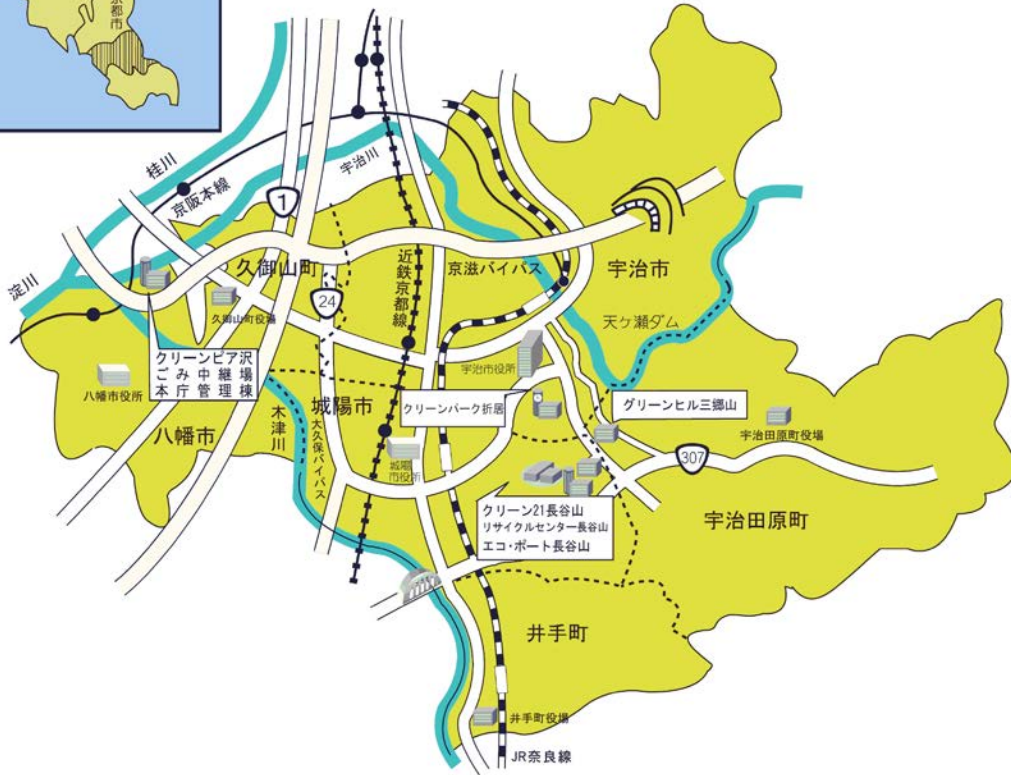 京都市
桂川
京阪本線
宇治川
1
淀川
久御山町
24
近鉄京都線
京滋バイパス
宇治市
天ヶ瀬ダム
久御山町役場
クリーンピア沢
ごみ中継場
本庁管理棟
八幡市役所
八幡市
木津川
城陽市
大久保バイパス
宇治市役所
クリーンパーク折居
グリーンヒル三郷山
宇治田原町役場
城陽
市役所
307
クリーン21長谷山
リサイクルセンター長谷山
エコ・ポート長谷山
宇治田原町
井手町
井手町役場
JR奈良線